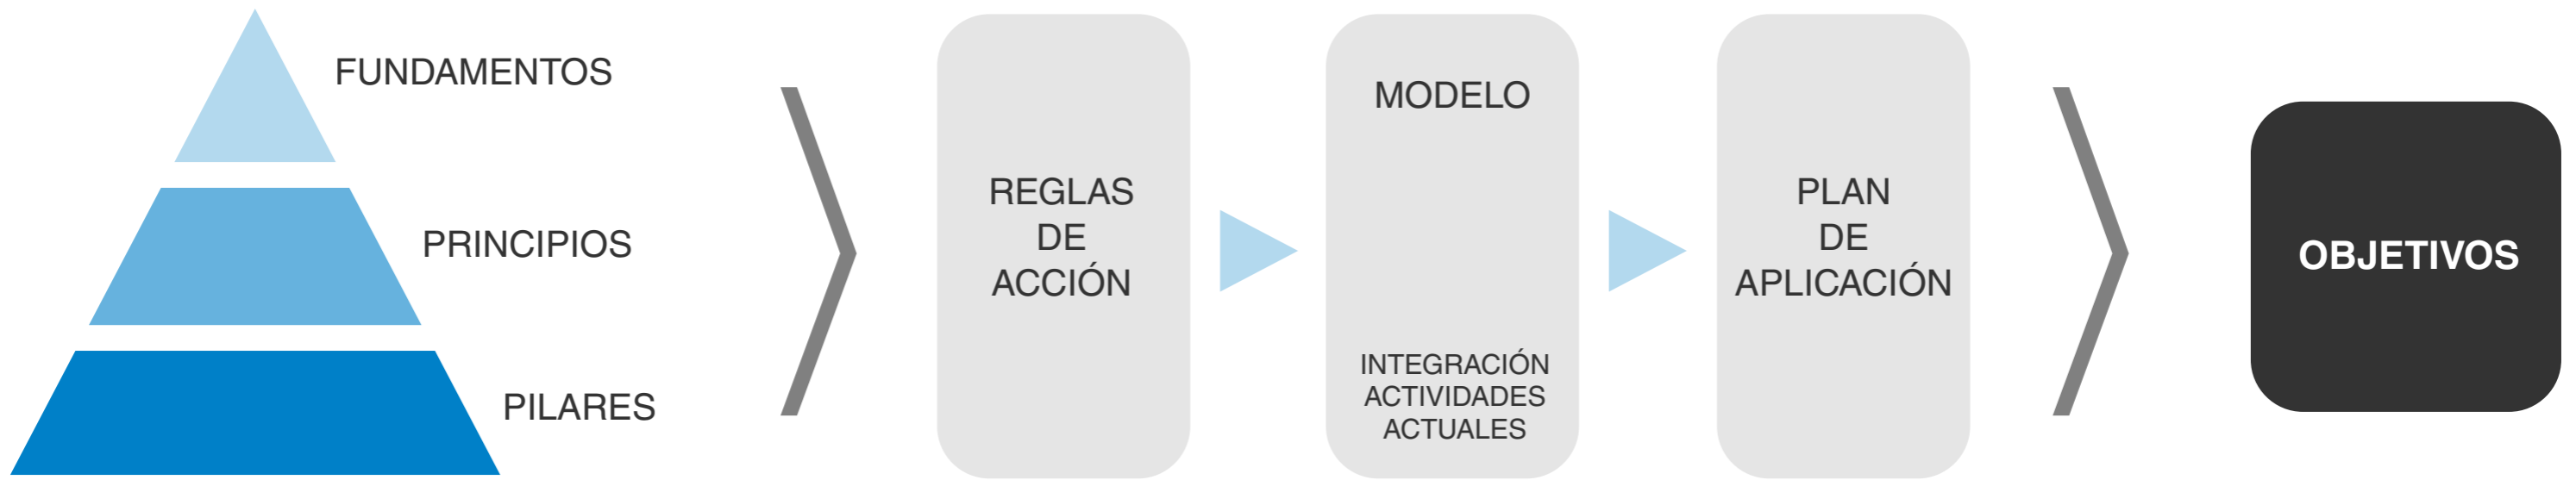 FUNDAMENTOS
PRINCIPIOS
PILARES
REGLAS
DE
ACCIÓN
MODELO
INTEGRACIÓN
ACTIVIDADES
ACTUALES
PLAN
DE
APLICACIÓN
OBJETIVOS